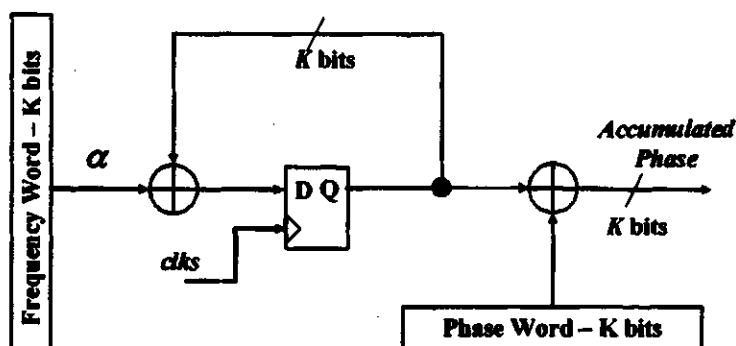 Frequency Word – K bits
K bits
α
D Q
clks
Accumulated
Phase
K bits
Phase Word – K bits